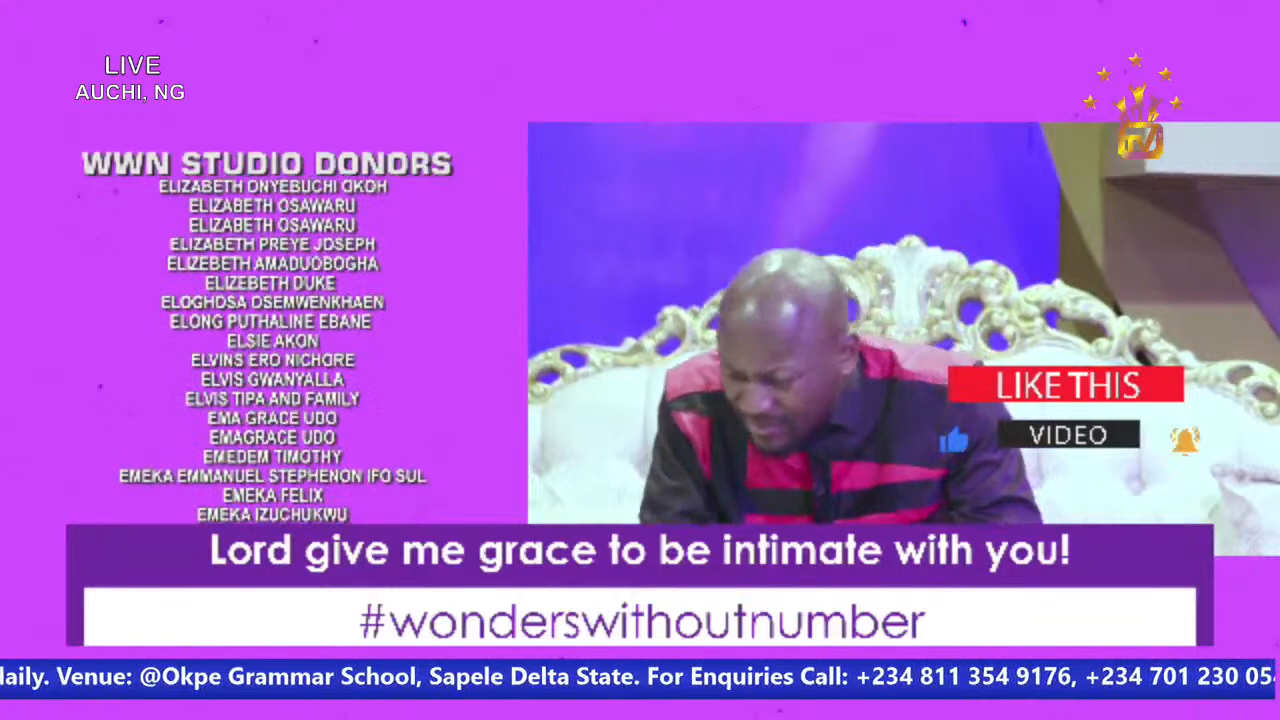 LIVE
AUCHI, NG
WWN STUDIO DONORS
ELIZABETH ONYEBUCHI OKOH
ELIZABETH OSAWARU
ELIZABETH OSAWARU
ELIZABETH PREYE JOSEPH
ELIZEBETH AMADUOBOGHA
ELIZEBETH DUKE
ELOGHOSA OSEMWENKHAEN
ELONG PUTHALINE EBANE
ELSIE AKON
ELVINS ERO NICHORE
ELVIS GWANYALLA
ELVIS TIPA AND FAMILY
EMA GRACE UDO
EMAGRACE UDO
EMEDEM TIMOTHY
EMEKA EMMANUEL STEPHENON IFO SUL
EMEKA FELIX
EMEKA IZUCHUKWU
TV
LIKE THIS
VIDEO
Lord give me grace to be intimate with you!
#wonderswithoutnumber
daily. Venue: @Okpe Grammar School, Sapele Delta State. For Enquiries Call: +234 811 354 9176, +234 701 230 05